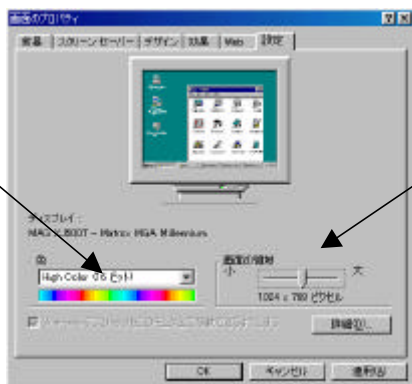 画面のプロパティ
背景 スクリーン セーバー デザイン 効果 Web 設定
ディスプレイ:
色
High Color (16 ビット)
画面の領域
小 大
1024 x 768 ピクセル
詳細(D)...
OK キャンセル 適用(A)